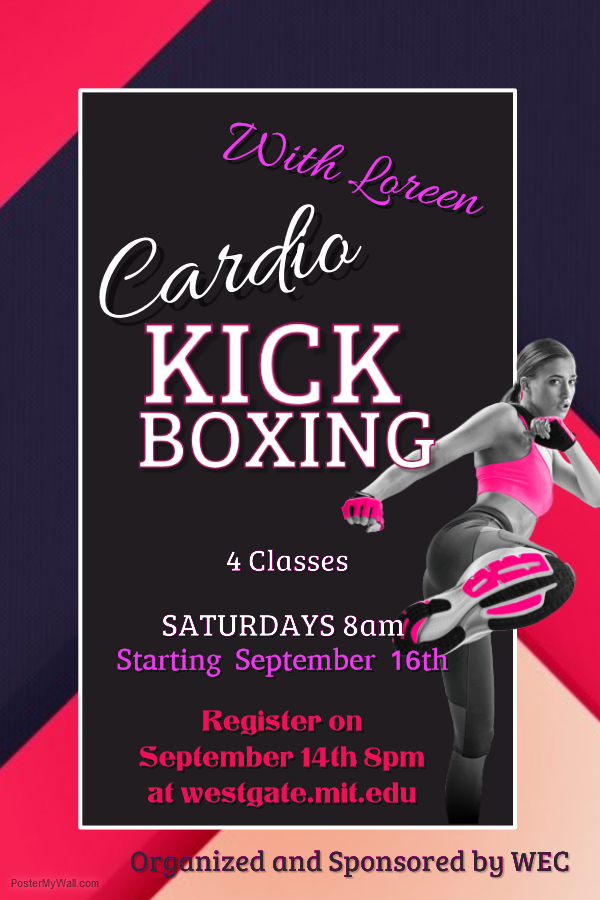 With Loreen
Cardio
KICK
BOXING
4 Classes
SATURDAYS 8am
Starting September 16th
Register on
September 14th 8pm
at westgate.mit.edu
Organized and Sponsored by WEC
PosterMyWall.com